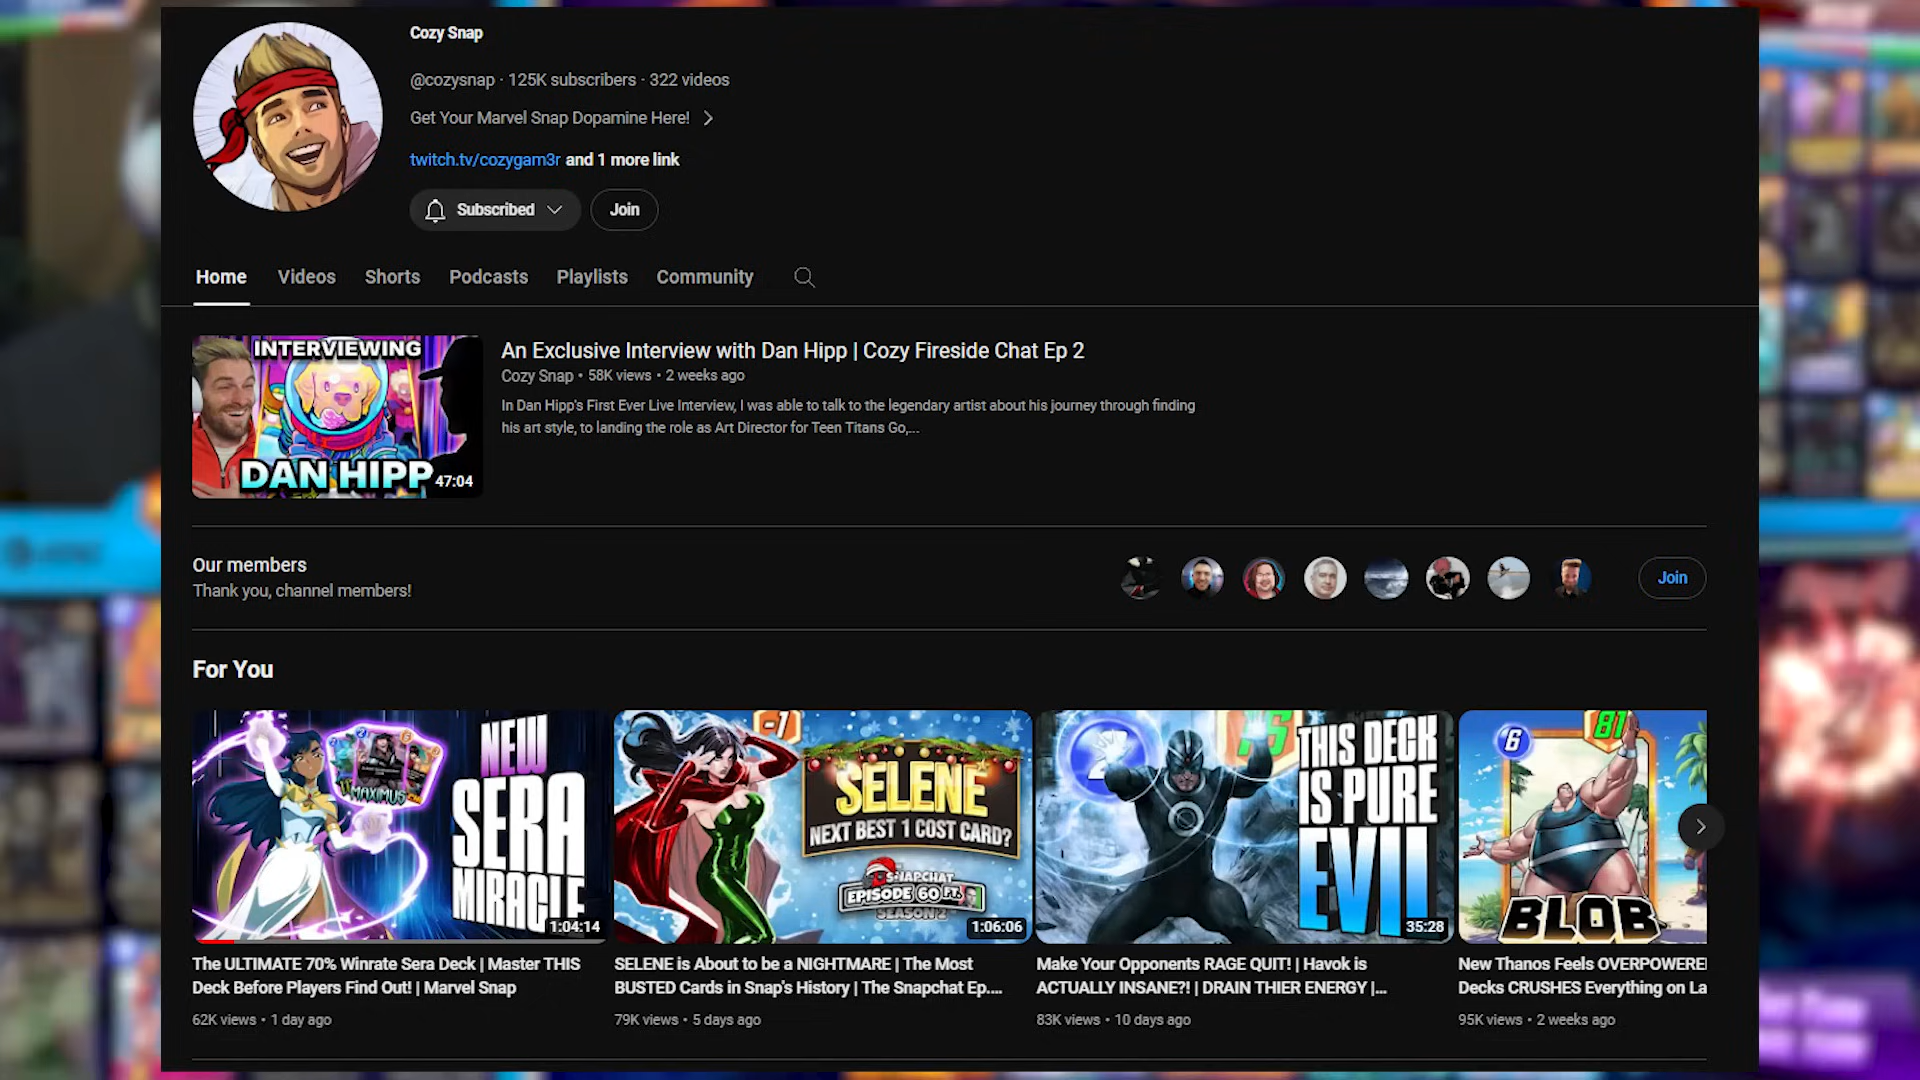 Cozy Snap
@cozysnap · 125K subscribers · 322 videos
Get Your Marvel Snap Dopamine Here!
twitch.tv/cozygam3r and 1 more link
Subscribed
Join
Home
Videos
Shorts
Podcasts
Playlists
Community
INTERVIEWING
DAN HIPP
47:04
An Exclusive Interview with Dan Hipp | Cozy Fireside Chat Ep 2
Cozy Snap • 58K views • 2 weeks ago
In Dan Hipp's First Ever Live Interview, I was able to talk to the legendary artist about his journey through finding
his art style, to landing the role as Art Director for Teen Titans Go,...
Our members
Thank you, channel members!
Join
For You
MAXIMUS
NEW
SERA
MIRACLE
1:04:14
-1
SELENE
NEXT BEST 1 COST CARD?
SNAPCHAT
EPISODE 60 FT.
SEASON 2
1:06:06
THIS DECK
IS PURE
EVIL
35:28
6
81
BLOB
The ULTIMATE 70% Winrate Sera Deck | Master THIS
Deck Before Players Find Out! | Marvel Snap
62K views • 1 day ago
SELENE is About to be a NIGHTMARE | The Most
BUSTED Cards in Snap's History | The Snapchat Ep....
79K views • 5 days ago
Make Your Opponents RAGE QUIT! | Havok is
ACTUALLY INSANE?! | DRAIN THIER ENERGY |...
83K views • 10 days ago
New Thanos Feels OVERPOWERE
Decks CRUSHES Everything on La
95K views • 2 weeks ago